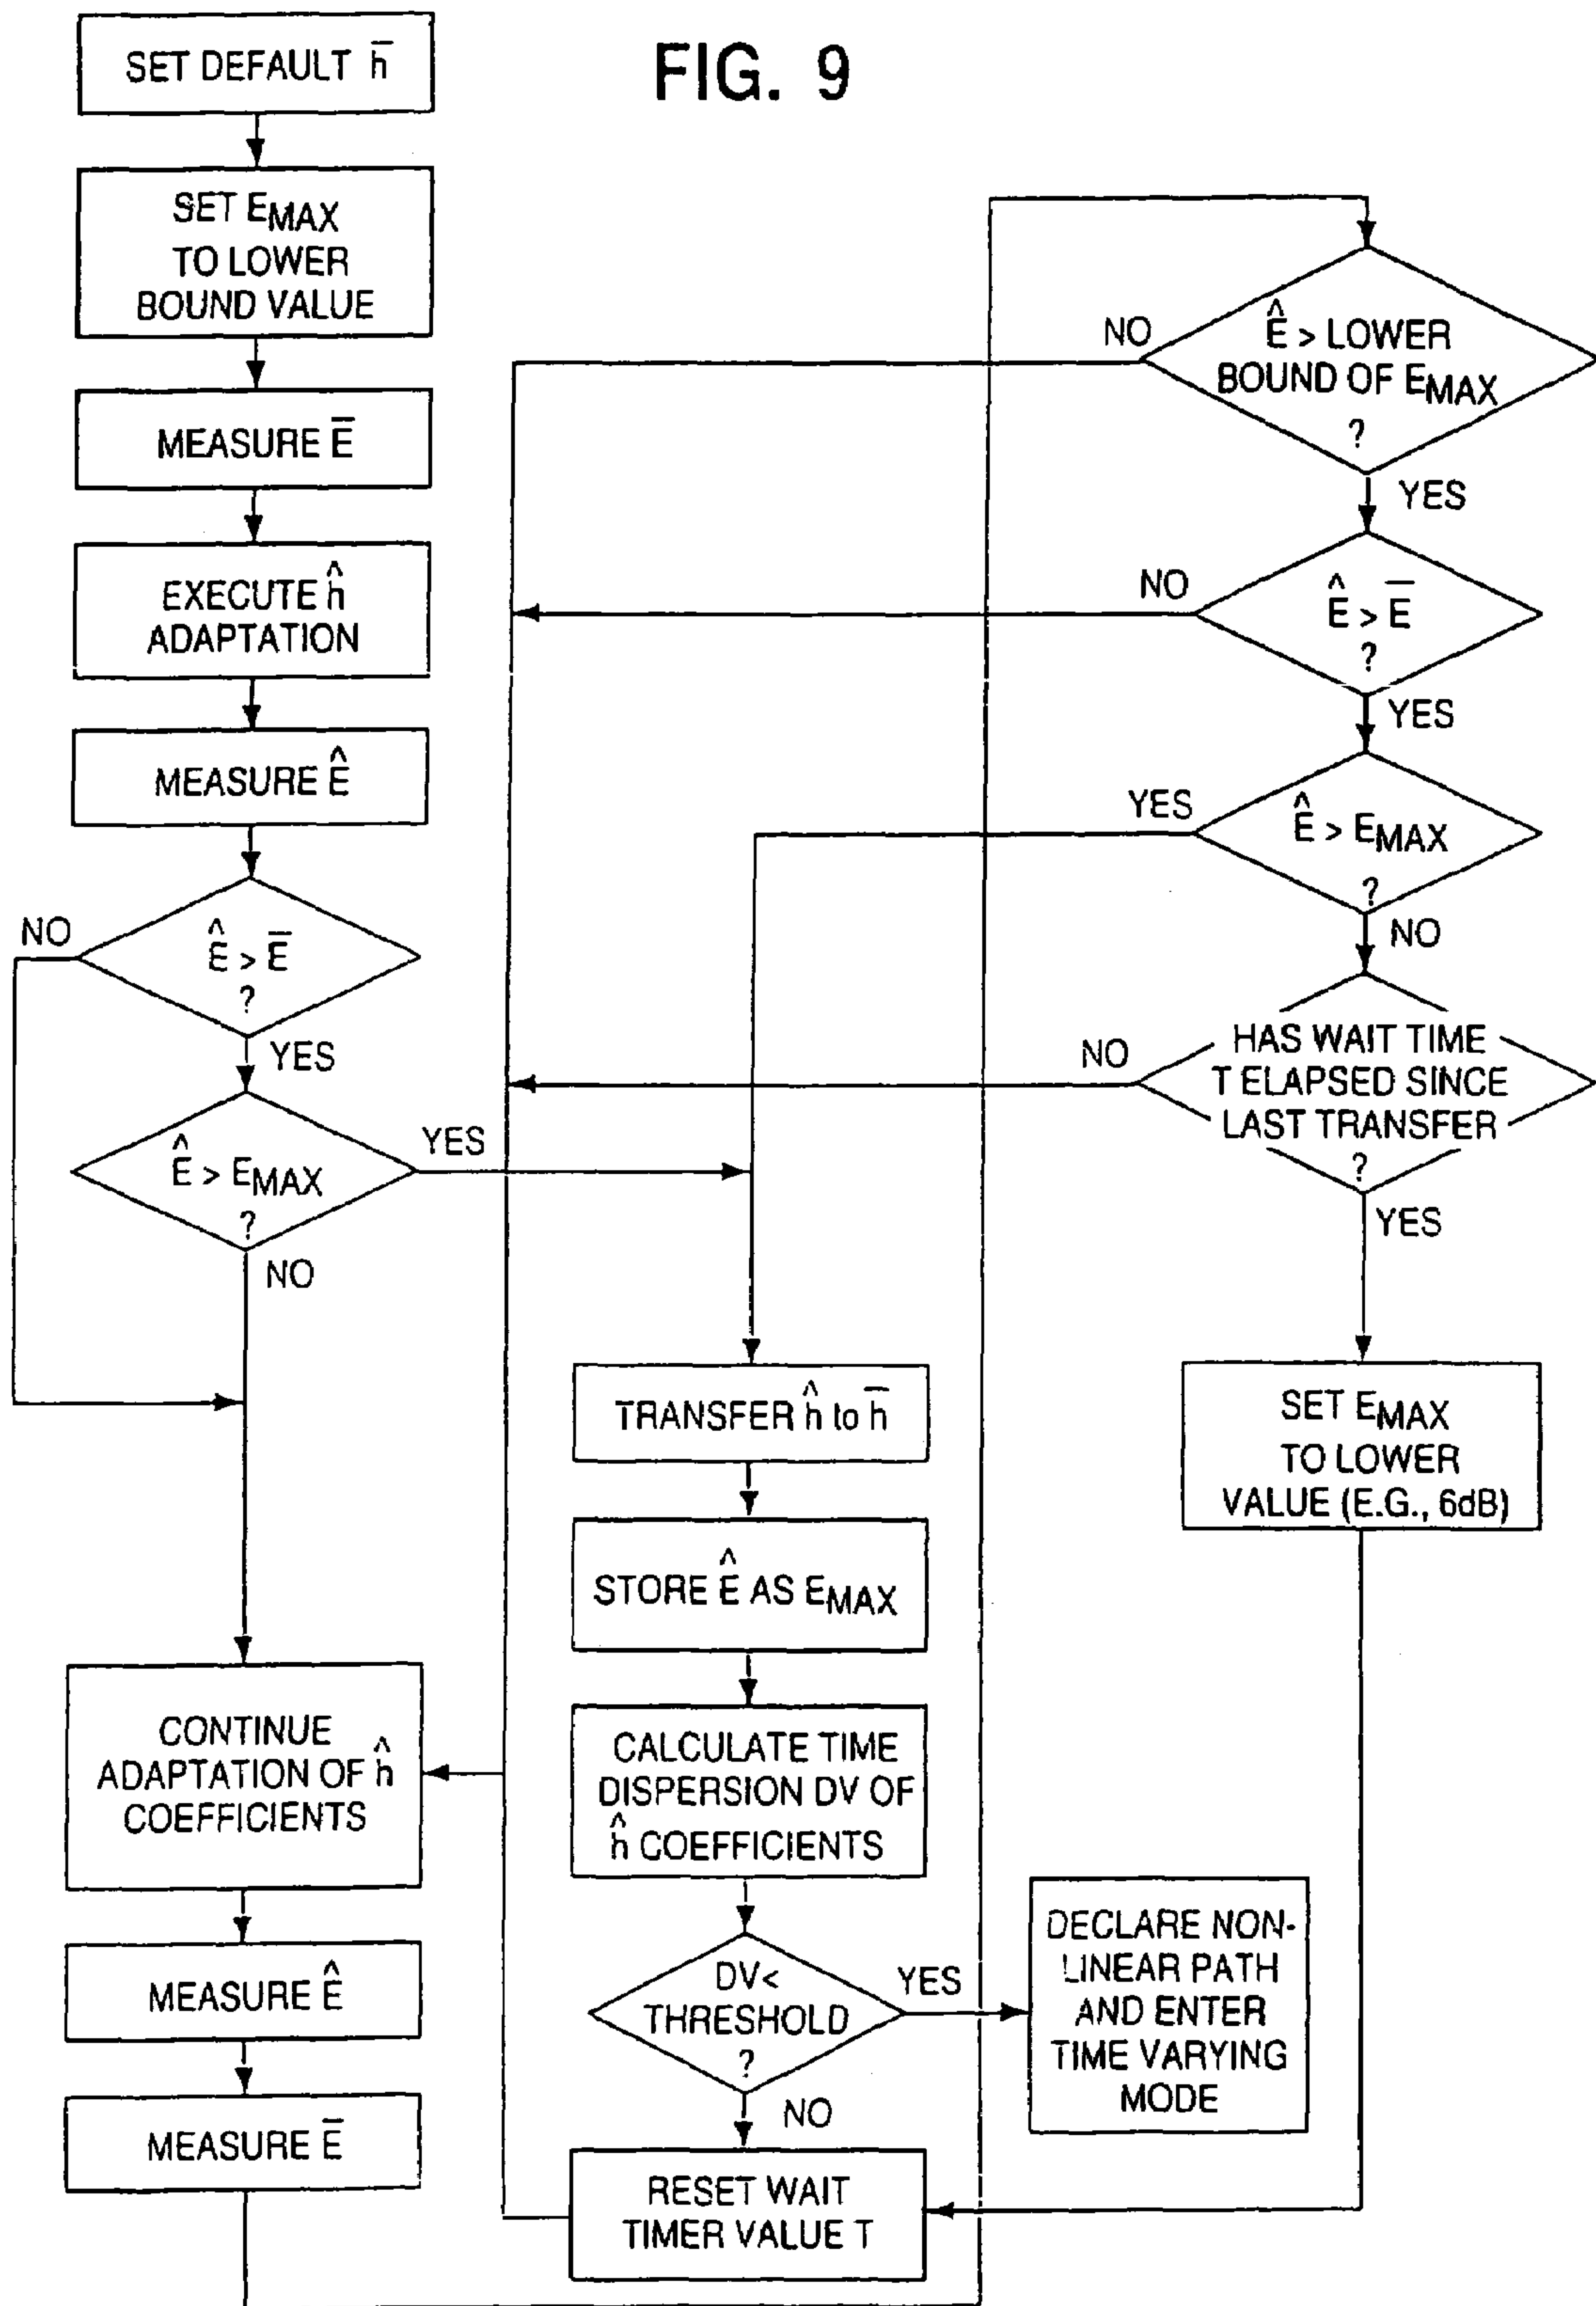 FIG. 9
SET DEFAULT h̅
SET EMAX
TO LOWER
BOUND VALUE
MEASURE E̅
EXECUTE ĥ
ADAPTATION
MEASURE Ê
Ê > E̅
?
NO
YES
Ê > EMAX
?
YES
NO
CONTINUE
ADAPTATION OF ĥ
COEFFICIENTS
MEASURE Ê
MEASURE E̅
TRANSFER ĥ to h̅
STORE Ê AS EMAX
CALCULATE TIME
DISPERSION DV OF
ĥ COEFFICIENTS
DV<
THRESHOLD
?
YES
NO
DECLARE NON-
LINEAR PATH
AND ENTER
TIME VARYING
MODE
RESET WAIT
TIMER VALUE T
Ê > LOWER
BOUND OF EMAX
?
NO
YES
Ê > E̅
?
NO
YES
Ê > EMAX
?
YES
NO
HAS WAIT TIME
T ELAPSED SINCE
LAST TRANSFER
?
NO
YES
SET EMAX
TO LOWER
VALUE (E.G., 6dB)